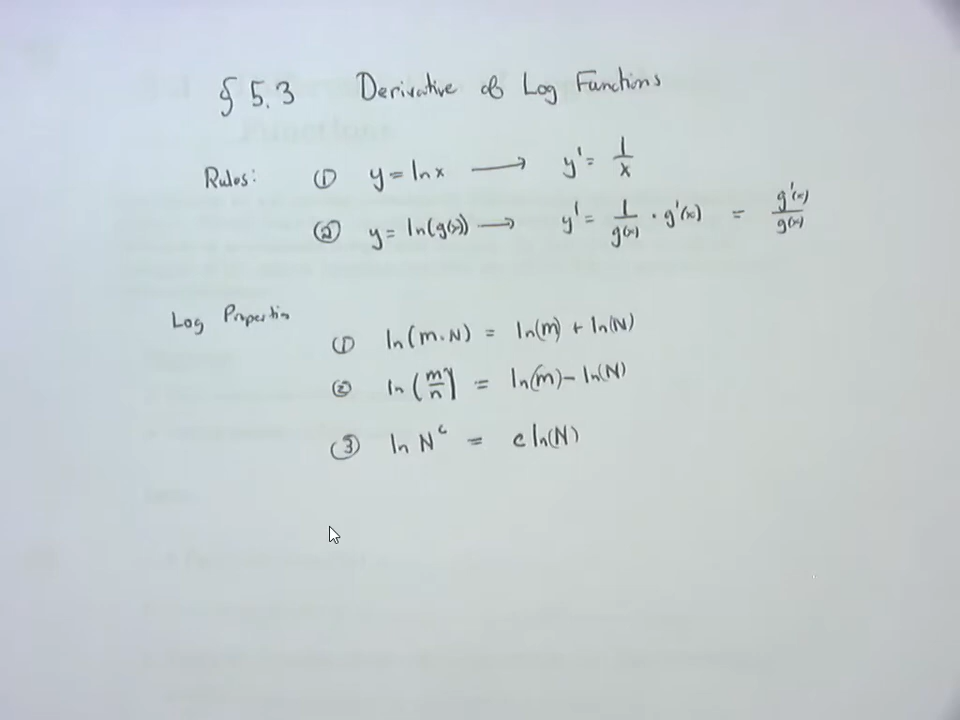 § 5.3 Derivative of Log Functions
Rules: ① y = ln x ⟶ y' = 1/x
② y = ln(g(x)) ⟶ y' = 1/g(x) · g'(x) = g'(x)/g(x)
Log Properties
① ln(m·N) = ln(m) + ln(N)
② ln(m/n) = ln(m) - ln(N)
③ ln N^c = c ln(N)